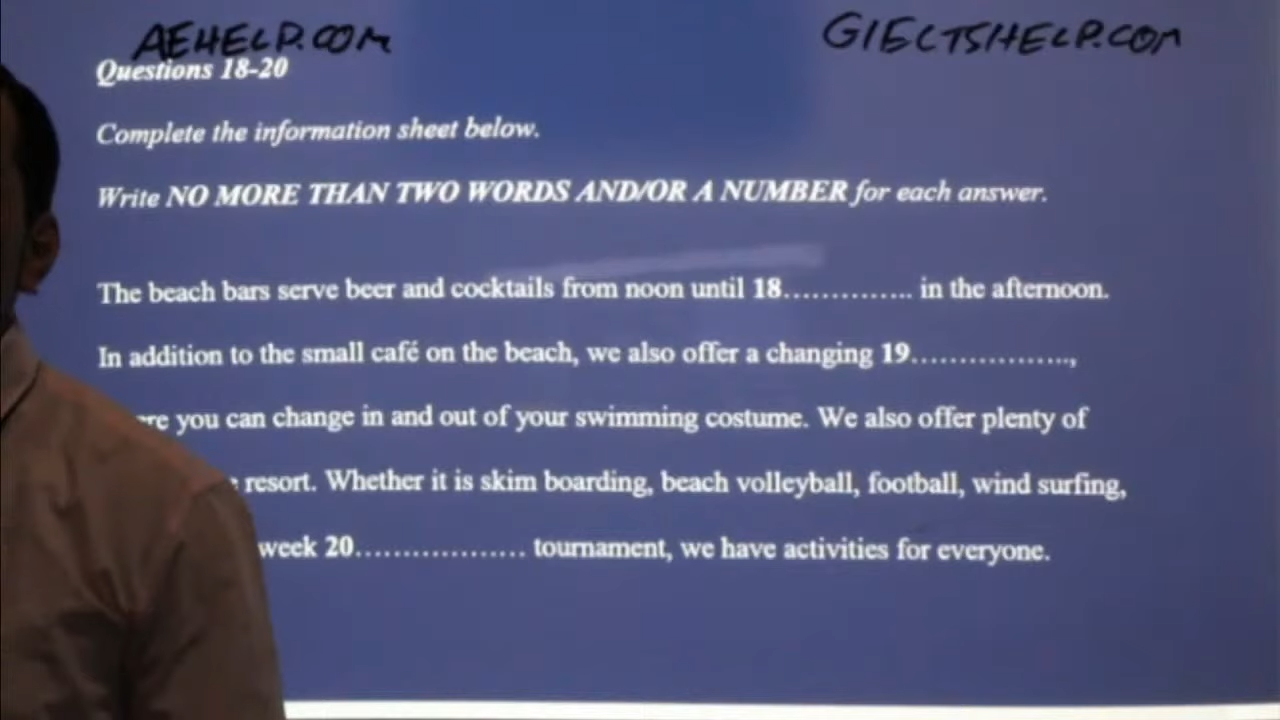 AEHELP.COM
GIELTSHELP.COM
Questions 18-20
Complete the information sheet below.
Write NO MORE THAN TWO WORDS AND/OR A NUMBER for each answer.
The beach bars serve beer and cocktails from noon until 18.............. in the afternoon.
In addition to the small café on the beach, we also offer a changing 19.................,
you can change in and out of your swimming costume. We also offer plenty of
resort. Whether it is skim boarding, beach volleyball, football, wind surfing,
week 20.................. tournament, we have activities for everyone.